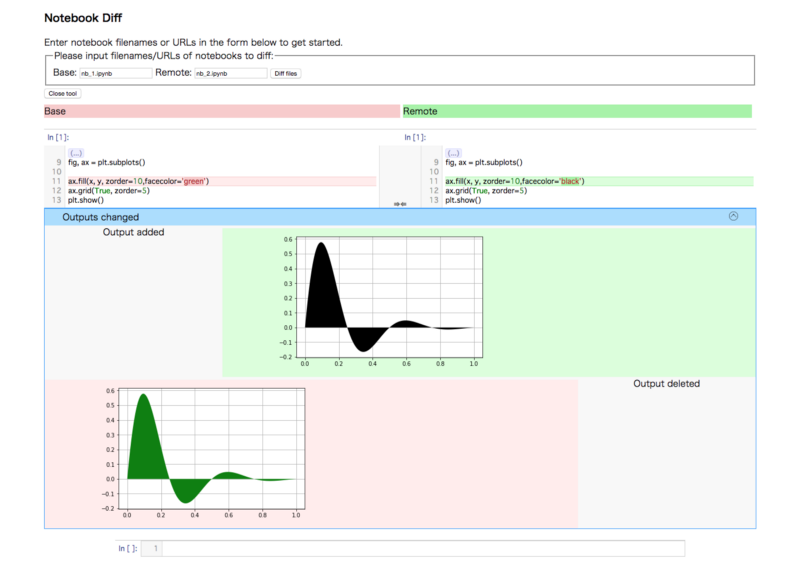 Notebook Diff
Enter notebook filenames or URLs in the form below to get started.
Please input filenames/URLs of notebooks to diff:
Base: nb_1.ipynb Remote: nb_2.ipynb Diff files
Close tool
Base Remote
In [1]: In [1]:
{...} {...}
9 fig, ax = plt.subplots() 9 fig, ax = plt.subplots()
10 10
11 ax.fill(x, y, zorder=10,facecolor='green') 11 ax.fill(x, y, zorder=10,facecolor='black')
12 ax.grid(True, zorder=5) 12 ax.grid(True, zorder=5)
13 plt.show() 13 plt.show()
Outputs changed
Output added
0.6
0.5
0.4
0.3
0.2
0.1
0.0
−0.1
−0.2
0.0 0.2 0.4 0.6 0.8 1.0
Output deleted
0.6
0.5
0.4
0.3
0.2
0.1
0.0
−0.1
−0.2
0.0 0.2 0.4 0.6 0.8 1.0
In [ ]: 1